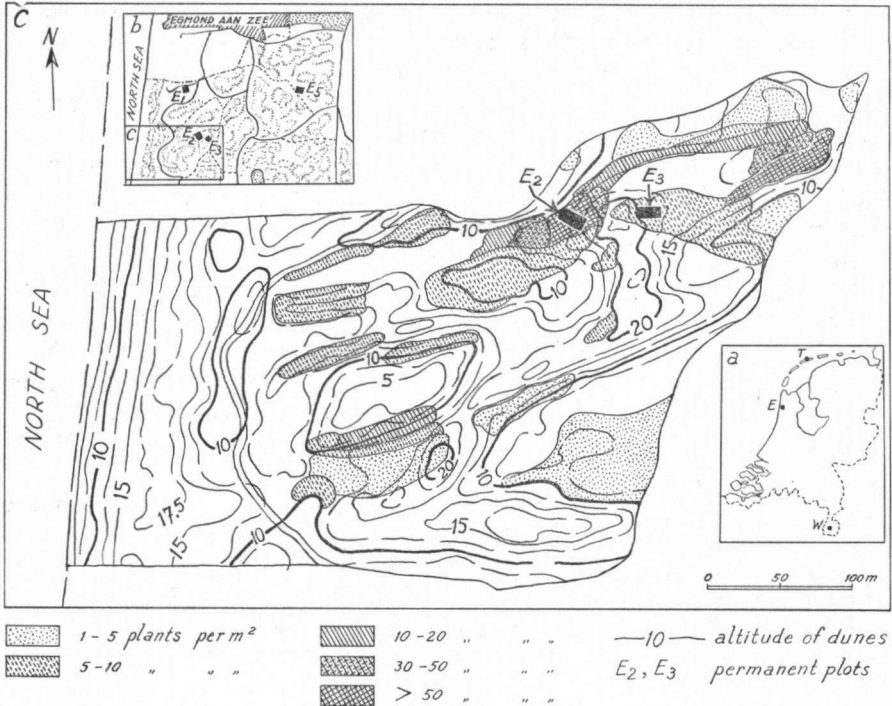 C
N
b
EGMOND AAN ZEE
NORTH SEA
E1
E5
C
E2
E3
E2
E3
10
10
15
10
20
10
5
20
10
10
10
15
17.5
15
10
15
NORTH SEA
a
T
E
W
0 50 100 m
1 - 5 plants per m²
5 - 10 " " "
10 - 20 " " "
30 - 50 " " "
> 50 " " "
—10— altitude of dunes
E2, E3 permanent plots